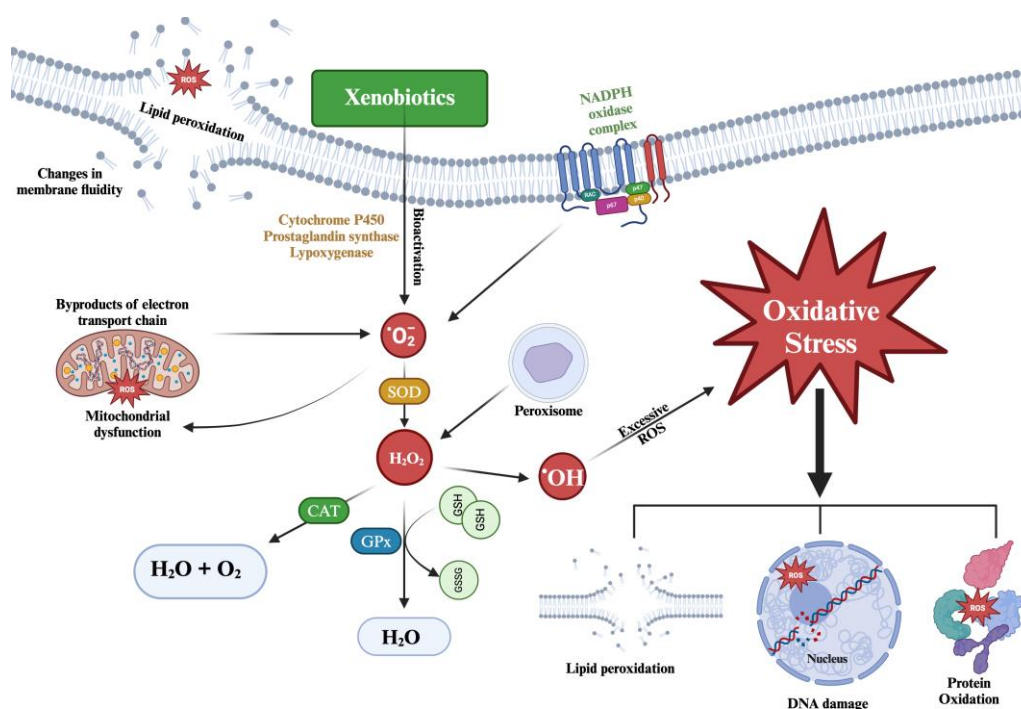 ROS
Lipid peroxidation
Changes in
membrane fluidity
Xenobiotics
NADPH
oxidase
complex
RAC
p67
p47
p40
Cytochrome P450
Prostaglandin synthase
Lypoxygenase
Bioactivation
Byproducts of electron
transport chain
ROS
Mitochondrial
dysfunction
•O₂⁻
SOD
Peroxisome
H₂O₂
•OH
Excessive
ROS
Oxidative
Stress
CAT
GPx
GSH
GSH
GSSG
H₂O + O₂
H₂O
Lipid peroxidation
ROS
Nucleus
DNA damage
ROS
Protein
Oxidation